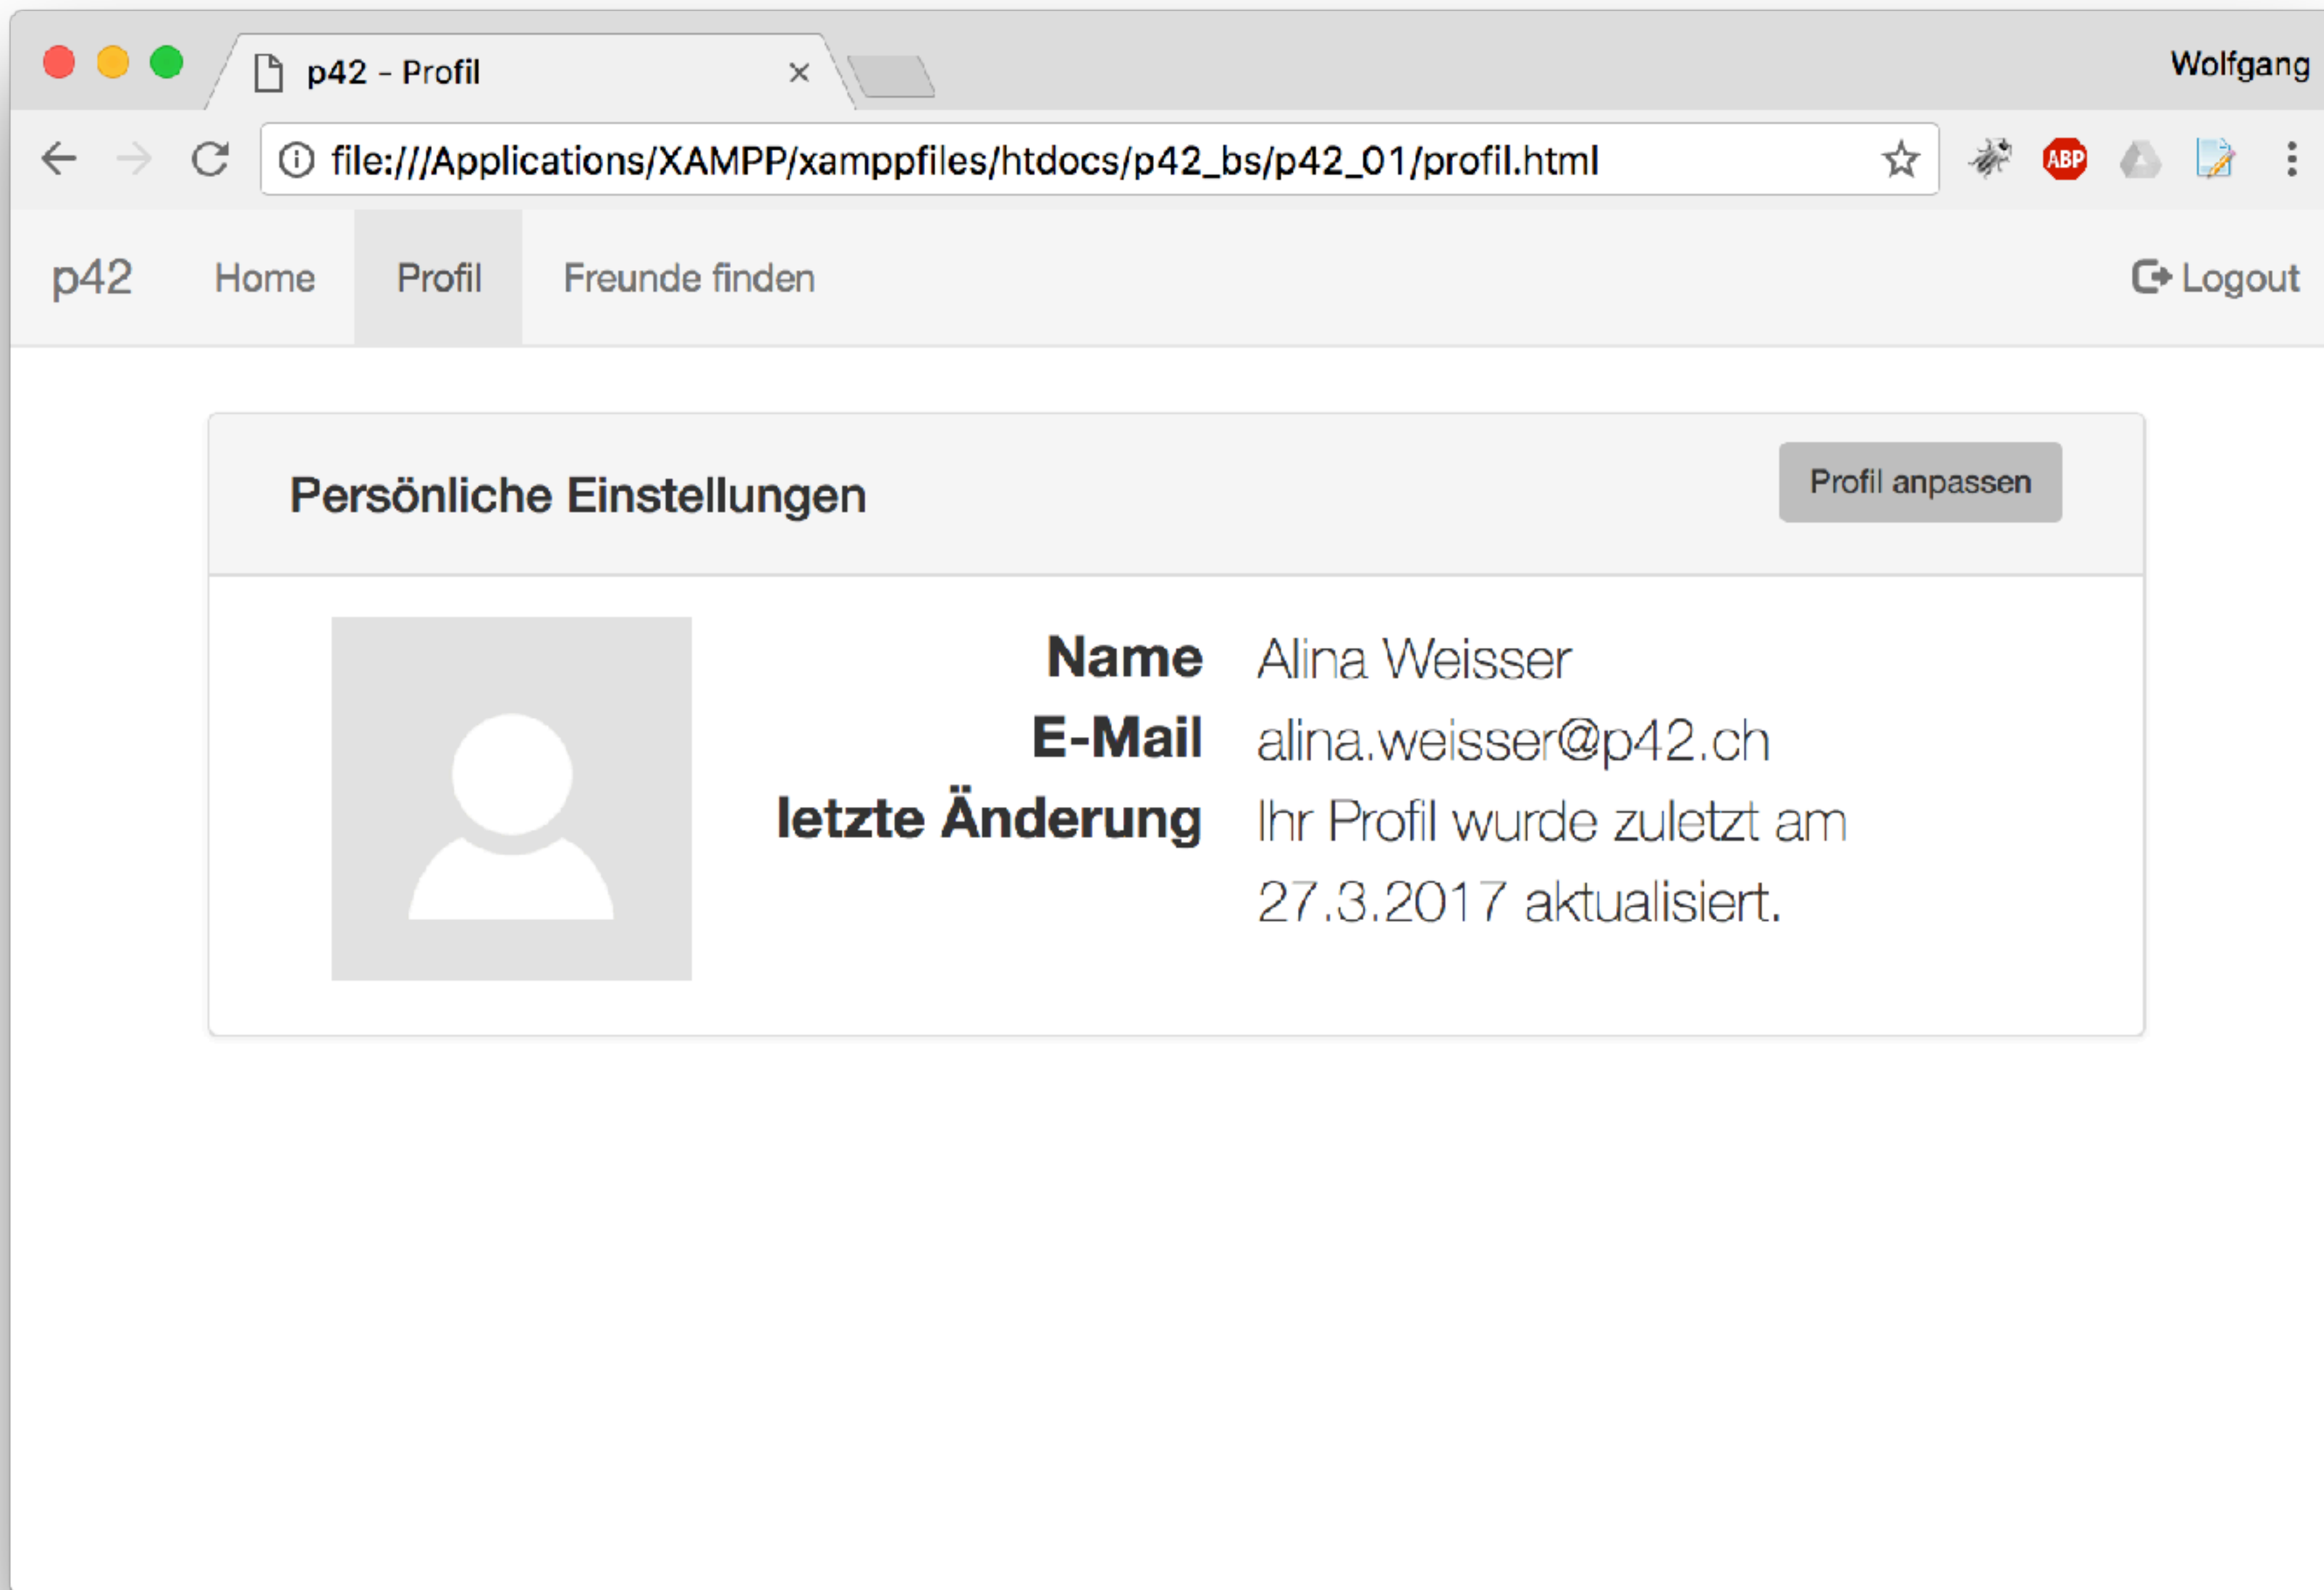 p42 - Profil
Wolfgang
file:///Applications/XAMPP/xamppfiles/htdocs/p42_bs/p42_01/profil.html
ABP
p42 Home Profil Freunde finden Logout
Persönliche Einstellungen
Profil anpassen
Name Alina Weisser
E-Mail alina.weisser@p42.ch
letzte Änderung Ihr Profil wurde zuletzt am
27.3.2017 aktualisiert.